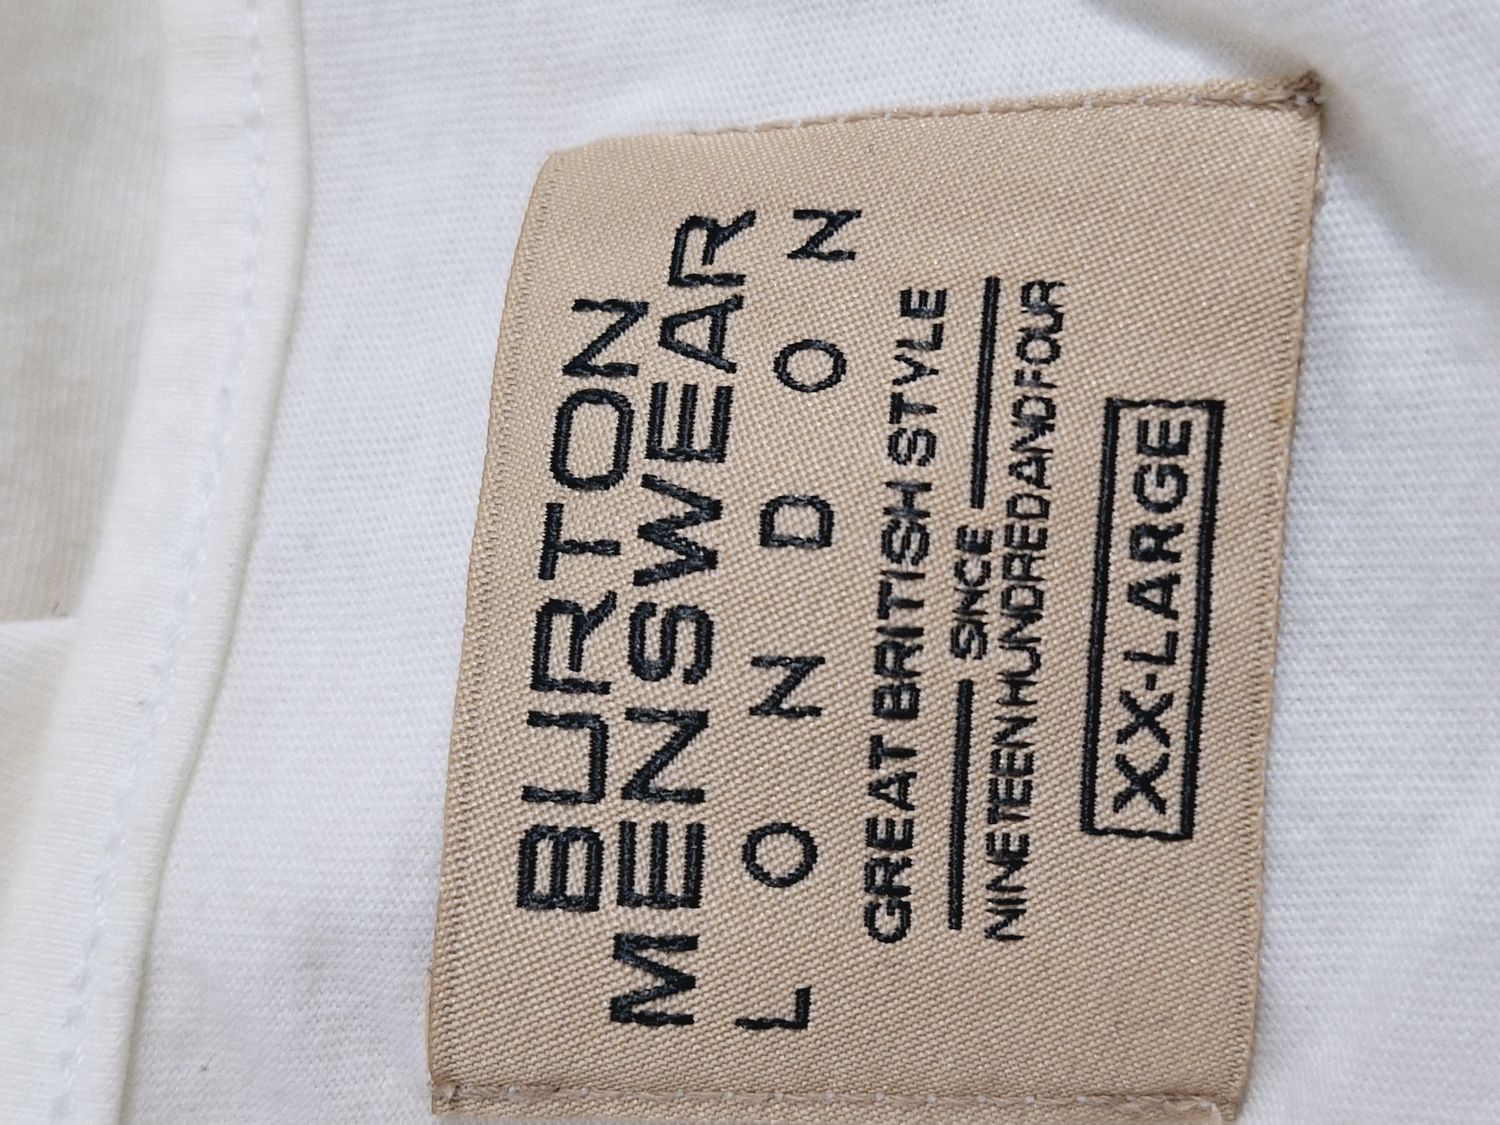 BURTON
MENSWEAR
LONDON
GREAT BRITISH STYLE
SINCE
NINETEEN HUNDRED AND FOUR
XX-LARGE